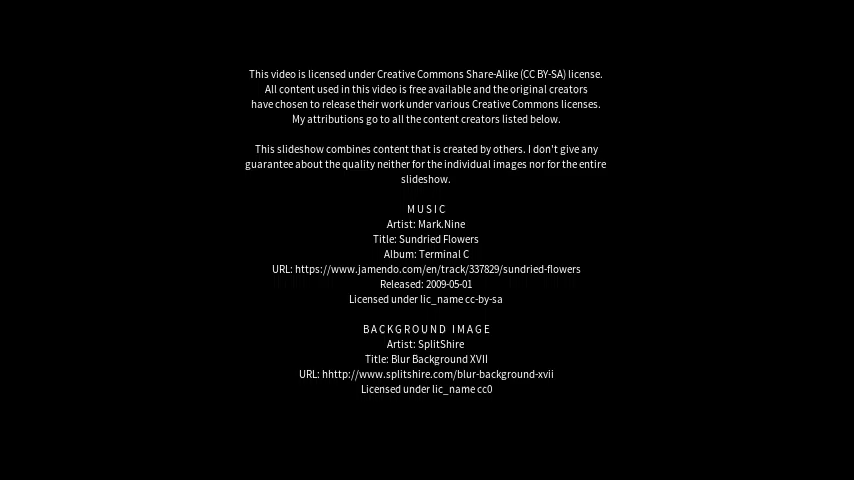 This video is licensed under Creative Commons Share-Alike (CC BY-SA) license.
All content used in this video is free available and the original creators
have chosen to release their work under various Creative Commons licenses.
My attributions go to all the content creators listed below.
This slideshow combines content that is created by others. I don't give any
guarantee about the quality neither for the individual images nor for the entire
slideshow.
MUSIC
Artist: Mark.Nine
Title: Sundried Flowers
Album: Terminal C
URL: https://www.jamendo.com/en/track/337829/sundried-flowers
Released: 2009-05-01
Licensed under lic_name cc-by-sa
BACKGROUND IMAGE
Artist: SplitShire
Title: Blur Background XVII
URL: hhttp://www.splitshire.com/blur-background-xvii
Licensed under lic_name cc0